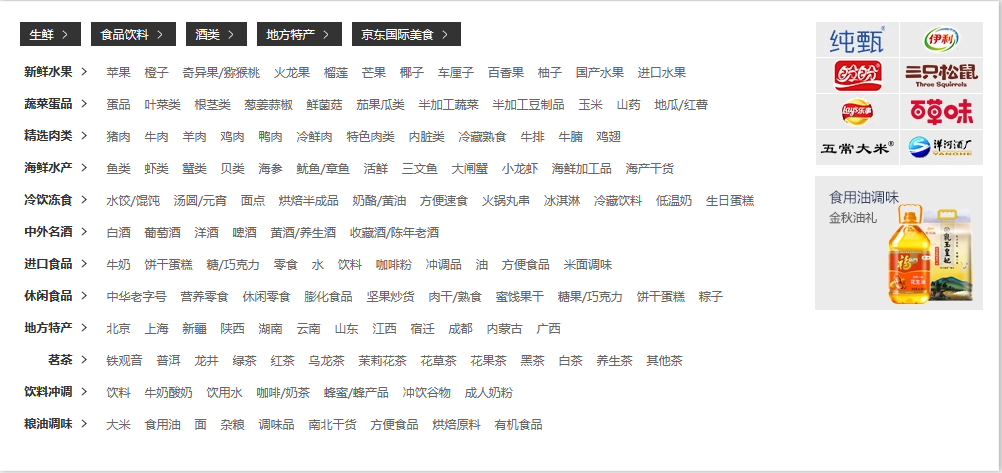 生鲜 > 食品饮料 > 酒类 > 地方特产 > 京东国际美食 >
新鲜水果 > 苹果 橙子 奇异果/猕猴桃 火龙果 榴莲 芒果 椰子 车厘子 百香果 柚子 国产水果 进口水果
蔬菜蛋品 > 蛋品 叶菜类 根茎类 葱姜蒜椒 鲜菌菇 茄果瓜类 半加工蔬菜 半加工豆制品 玉米 山药 地瓜/红薯
精选肉类 > 猪肉 牛肉 羊肉 鸡肉 鸭肉 冷鲜肉 特色肉类 内脏类 冷藏熟食 牛排 牛腩 鸡翅
海鲜水产 > 鱼类 虾类 蟹类 贝类 海参 鱿鱼/章鱼 活鲜 三文鱼 大闸蟹 小龙虾 海鲜加工品 海产干货
冷饮冻食 > 水饺/馄饨 汤圆/元宵 面点 烘焙半成品 奶酪/黄油 方便速食 火锅丸串 冰淇淋 冷藏饮料 低温奶 生日蛋糕
中外名酒 > 白酒 葡萄酒 洋酒 啤酒 黄酒/养生酒 收藏酒/陈年老酒
进口食品 > 牛奶 饼干蛋糕 糖/巧克力 零食 水 饮料 咖啡粉 冲调品 油 方便食品 米面调味
休闲食品 > 中华老字号 营养零食 休闲零食 膨化食品 坚果炒货 肉干/熟食 蜜饯果干 糖果/巧克力 饼干蛋糕 粽子
地方特产 > 北京 上海 新疆 陕西 湖南 云南 山东 江西 宿迁 成都 内蒙古 广西
茗茶 > 铁观音 普洱 龙井 绿茶 红茶 乌龙茶 茉莉花茶 花草茶 花果茶 黑茶 白茶 养生茶 其他茶
饮料冲调 > 饮料 牛奶酸奶 饮用水 咖啡/奶茶 蜂蜜/蜂产品 冲饮谷物 成人奶粉
粮油调味 > 大米 食用油 面 杂粮 调味品 南北干货 方便食品 烘焙原料 有机食品
纯甄® 伊利
盼盼 三只松鼠
Three Squirrels
Lay's乐事 百草味
五常大米® 洋河酒厂
YANGHE
食用油调味
金秋油礼
福
乳玉皇妃